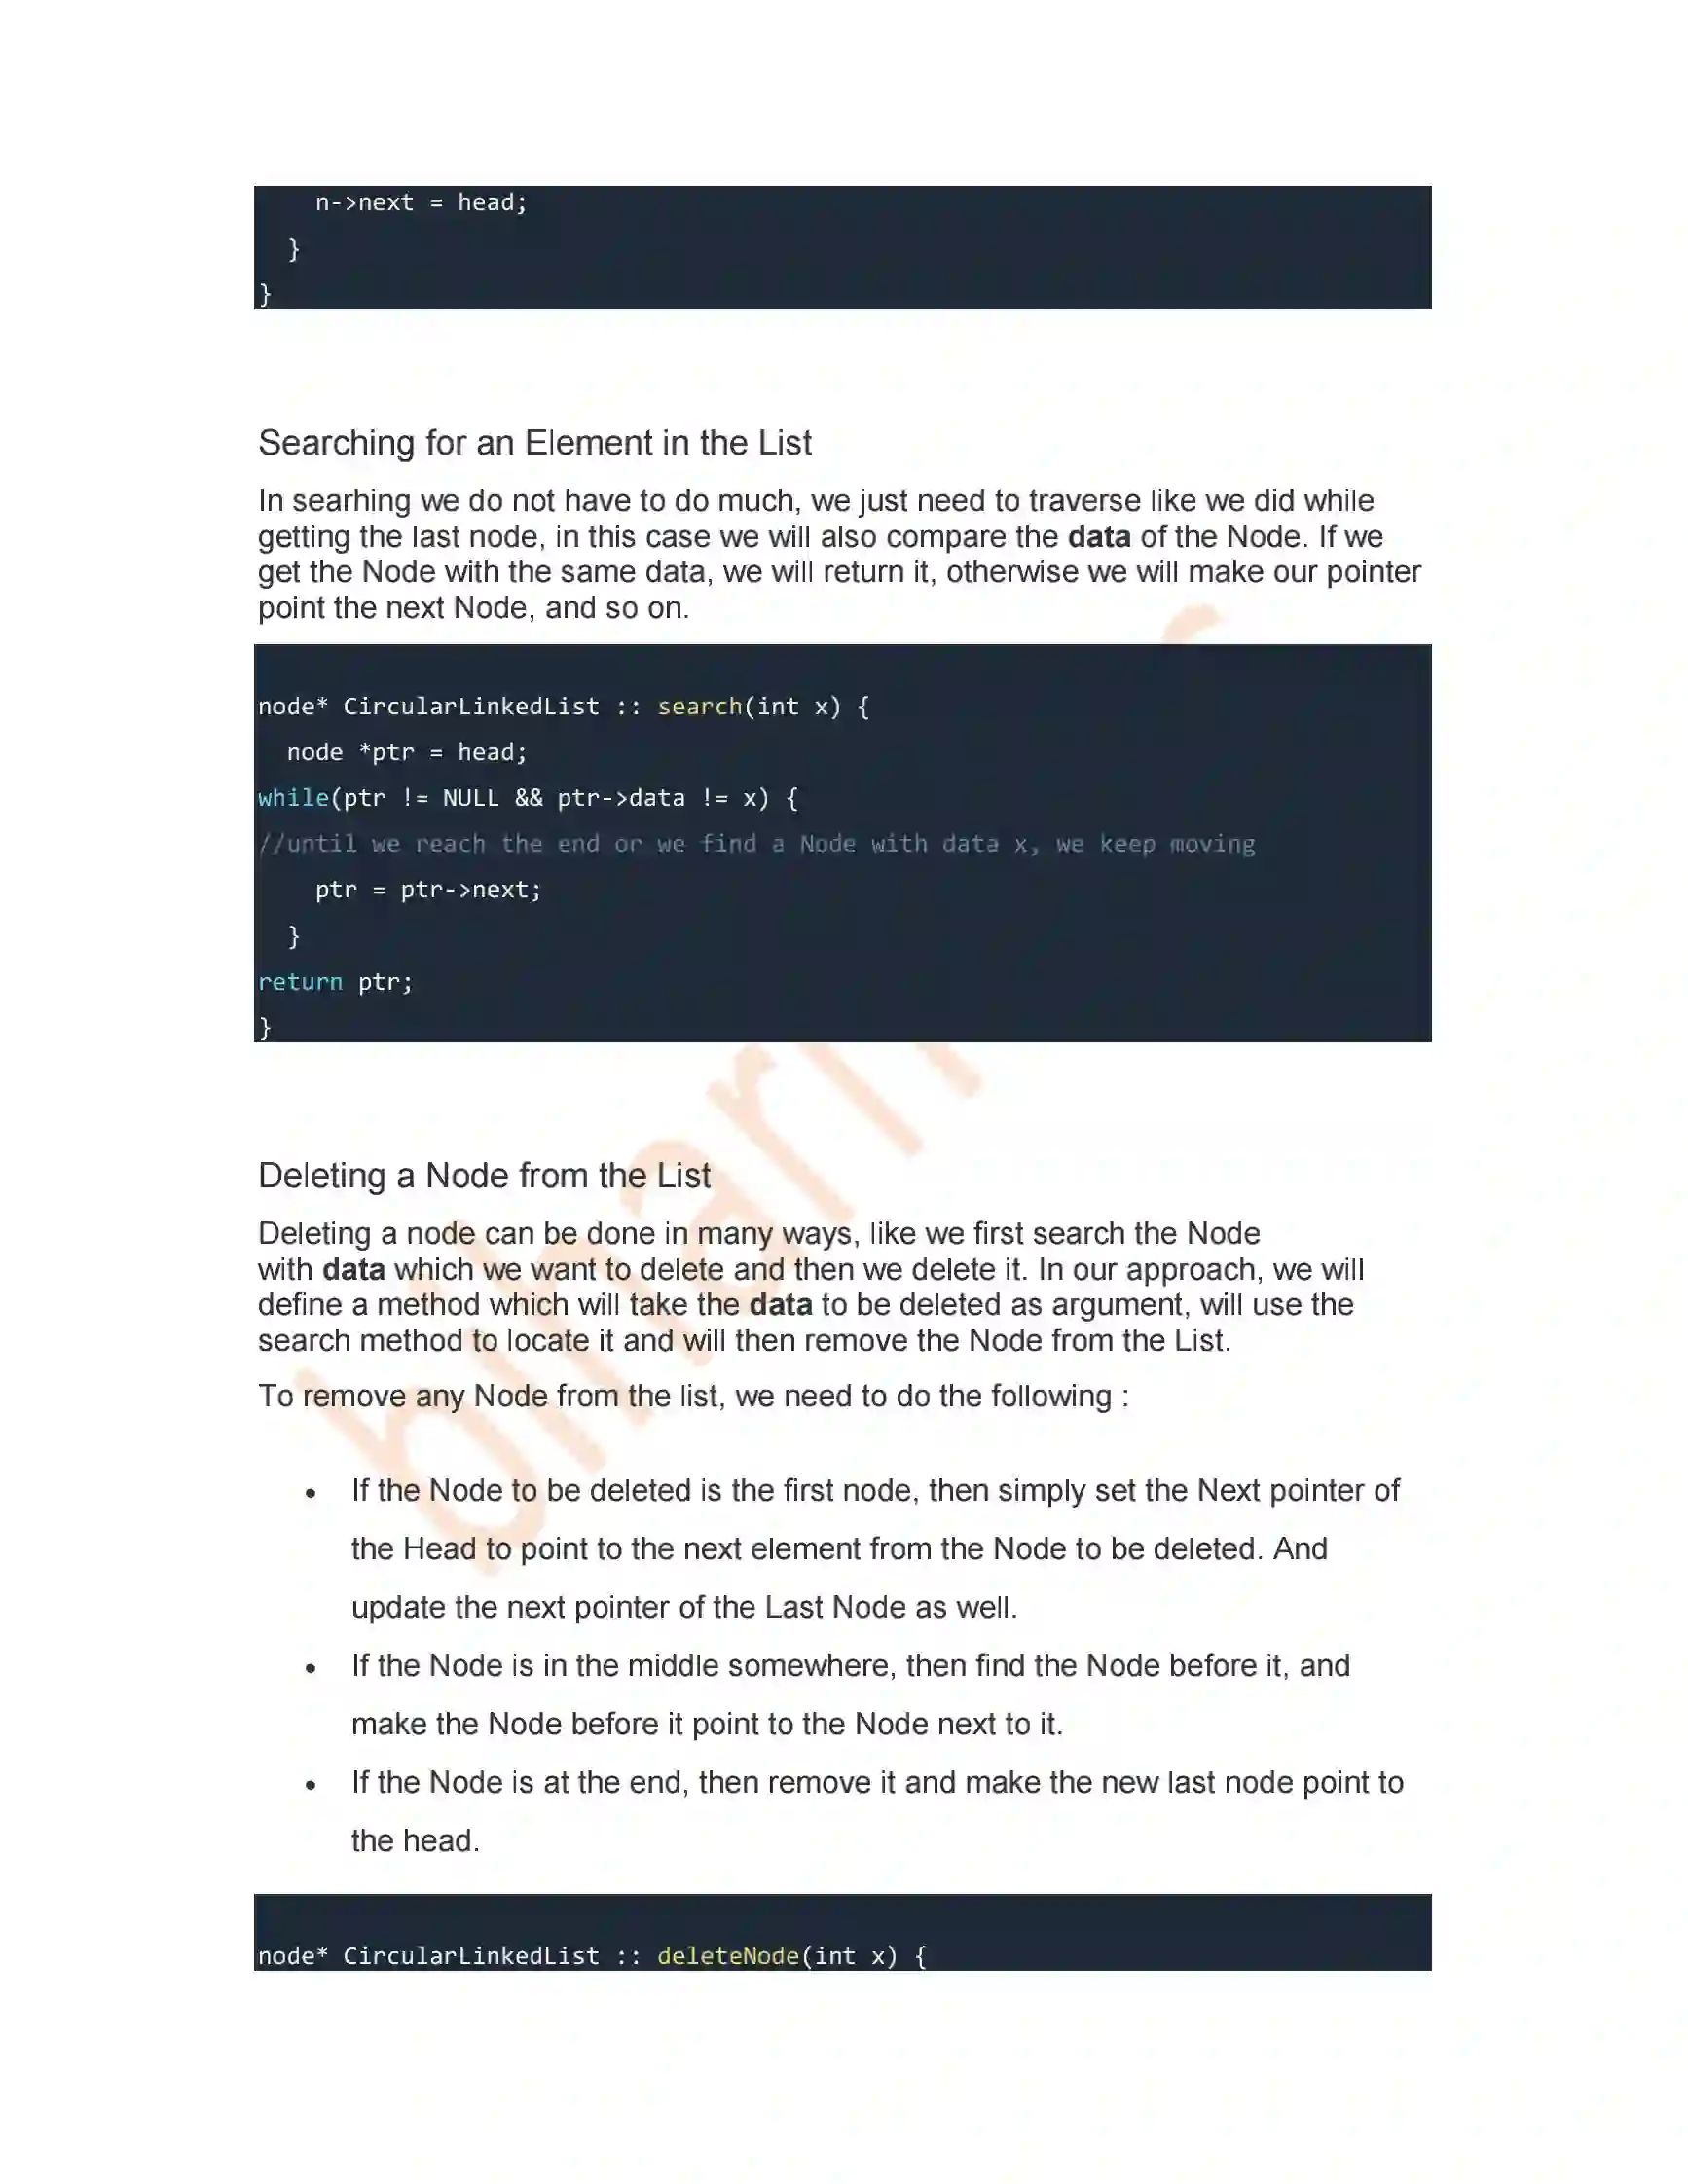 n->next = head;
}
}
Searching for an Element in the List
In searhing we do not have to do much, we just need to traverse like we did while
getting the last node, in this case we will also compare the data of the Node. If we
get the Node with the same data, we will return it, otherwise we will make our pointer
point the next Node, and so on.
node* CircularLinkedList :: search(int x) {
node *ptr = head;
while(ptr != NULL && ptr->data != x) {
//until we reach the end or we find a Node with data x, we keep moving
ptr = ptr->next;
}
return ptr;
}
Deleting a Node from the List
Deleting a node can be done in many ways, like we first search the Node
with data which we want to delete and then we delete it. In our approach, we will
define a method which will take the data to be deleted as argument, will use the
search method to locate it and will then remove the Node from the List.
To remove any Node from the list, we need to do the following :
• If the Node to be deleted is the first node, then simply set the Next pointer of
the Head to point to the next element from the Node to be deleted. And
update the next pointer of the Last Node as well.
• If the Node is in the middle somewhere, then find the Node before it, and
make the Node before it point to the Node next to it.
• If the Node is at the end, then remove it and make the new last node point to
the head.
node* CircularLinkedList :: deleteNode(int x) {